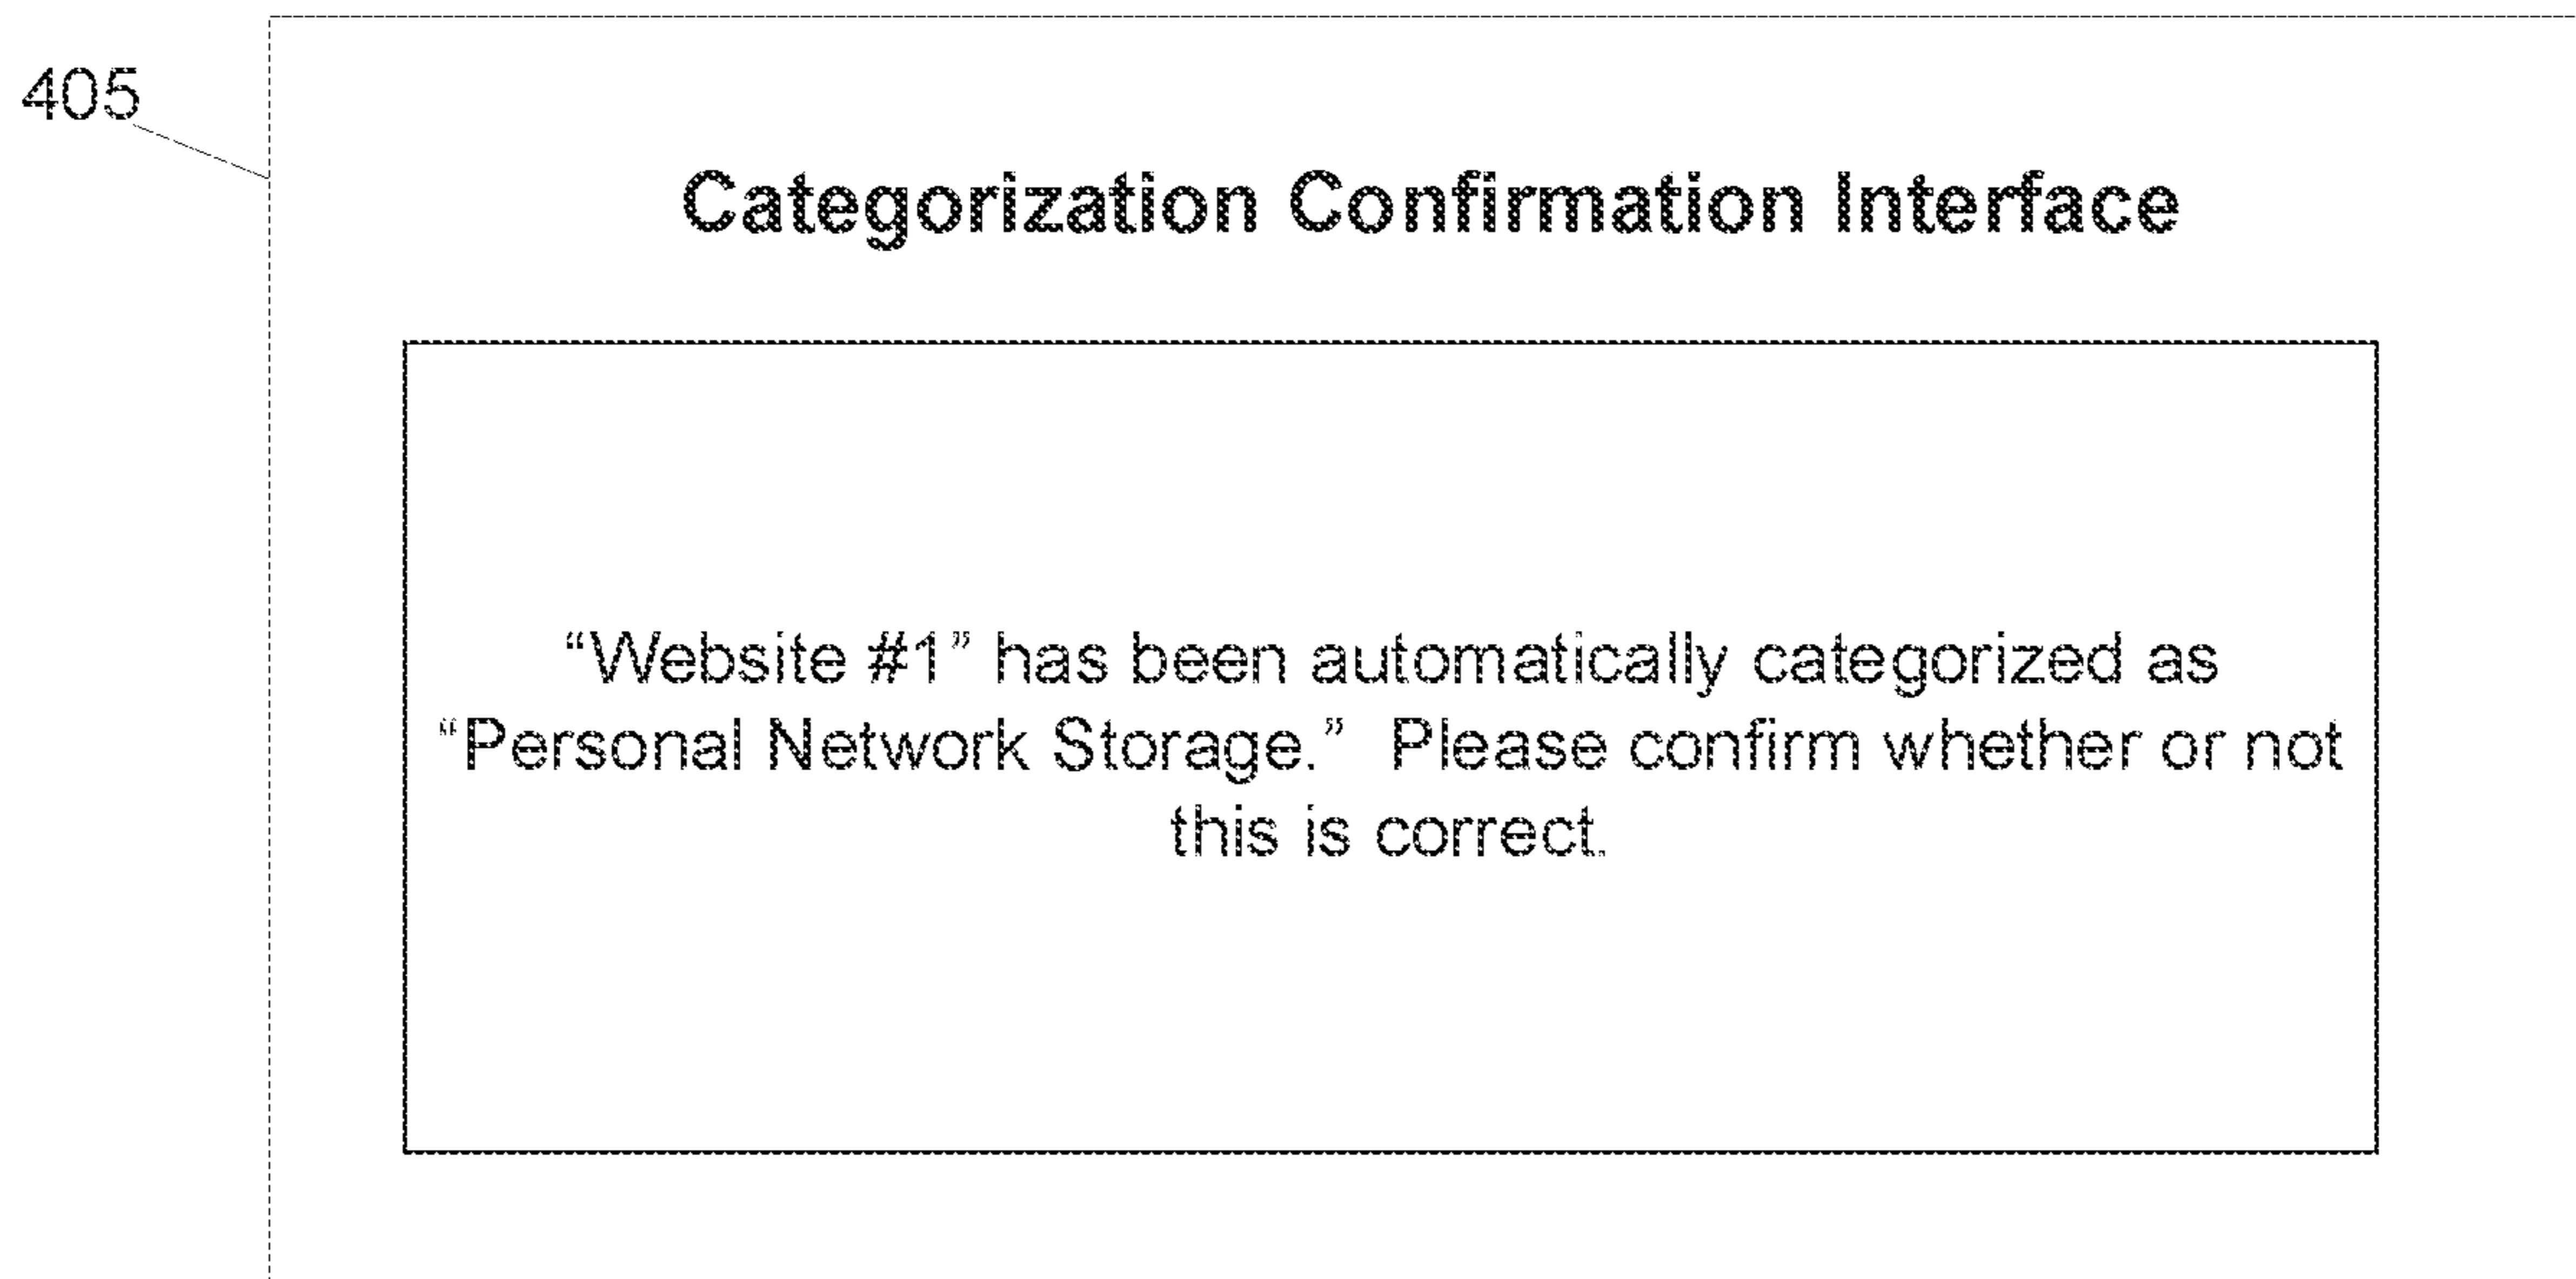 405
Categorization Confirmation Interface
“Website #1” has been automatically categorized as
“Personal Network Storage.”  Please confirm whether or not
this is correct.